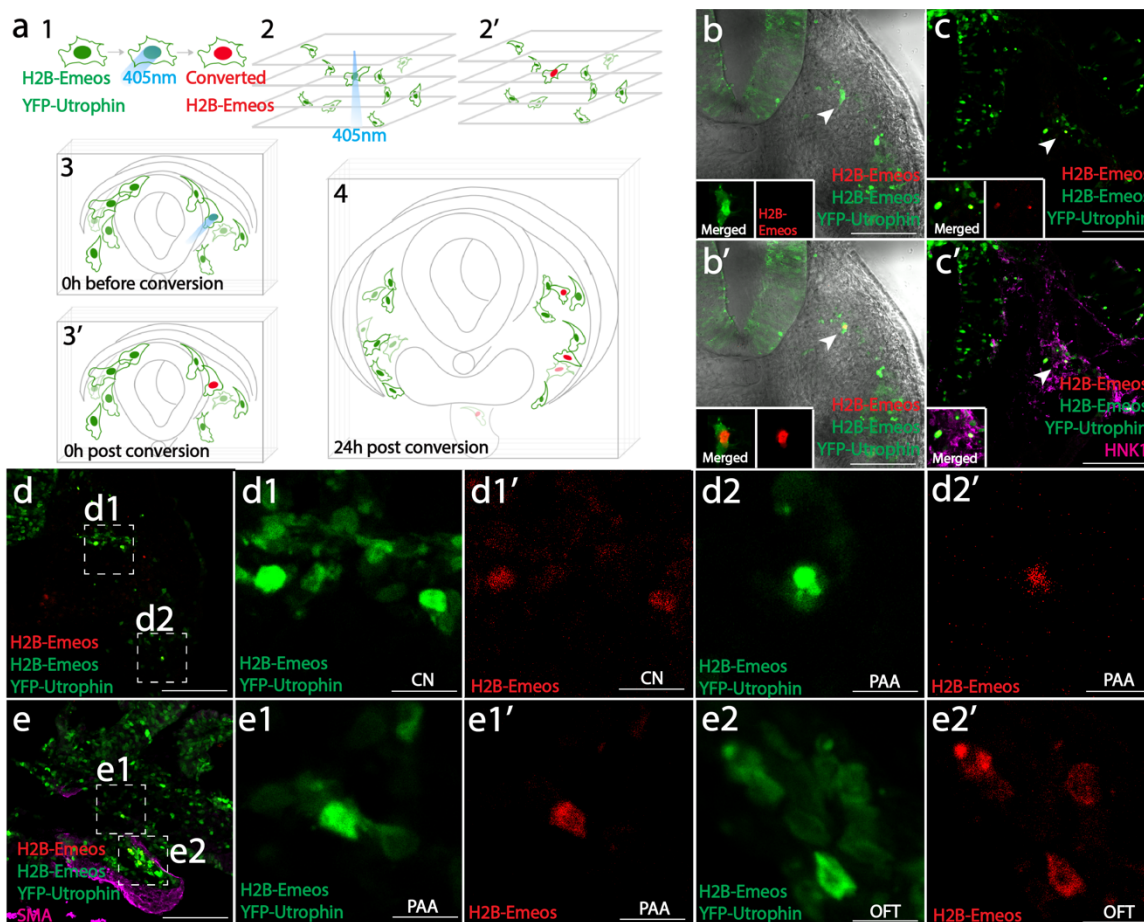 a
1
2
2'
H2B-Emeos
YFP-Utrophin
405nm
Converted
H2B-Emeos
405nm
3
0h before conversion
3'
0h post conversion
4
24h post conversion
b
H2B-Emeos
H2B-Emeos
YFP-Utrophin
Merged
H2B-
Emeos
c
H2B-Emeos
H2B-Emeos
YFP-Utrophin
Merged
b'
H2B-Emeos
H2B-Emeos
YFP-Utrophin
Merged
c'
H2B-Emeos
H2B-Emeos
YFP-Utrophin
HNK1
Merged
d
d1
d2
H2B-Emeos
H2B-Emeos
YFP-Utrophin
d1
H2B-Emeos
YFP-Utrophin
CN
d1'
H2B-Emeos
CN
d2
H2B-Emeos
YFP-Utrophin
PAA
d2'
H2B-Emeos
PAA
e
e1
e2
H2B-Emeos
H2B-Emeos
YFP-Utrophin
SMA
e1
H2B-Emeos
YFP-Utrophin
PAA
e1'
H2B-Emeos
PAA
e2
H2B-Emeos
YFP-Utrophin
OFT
e2'
H2B-Emeos
OFT